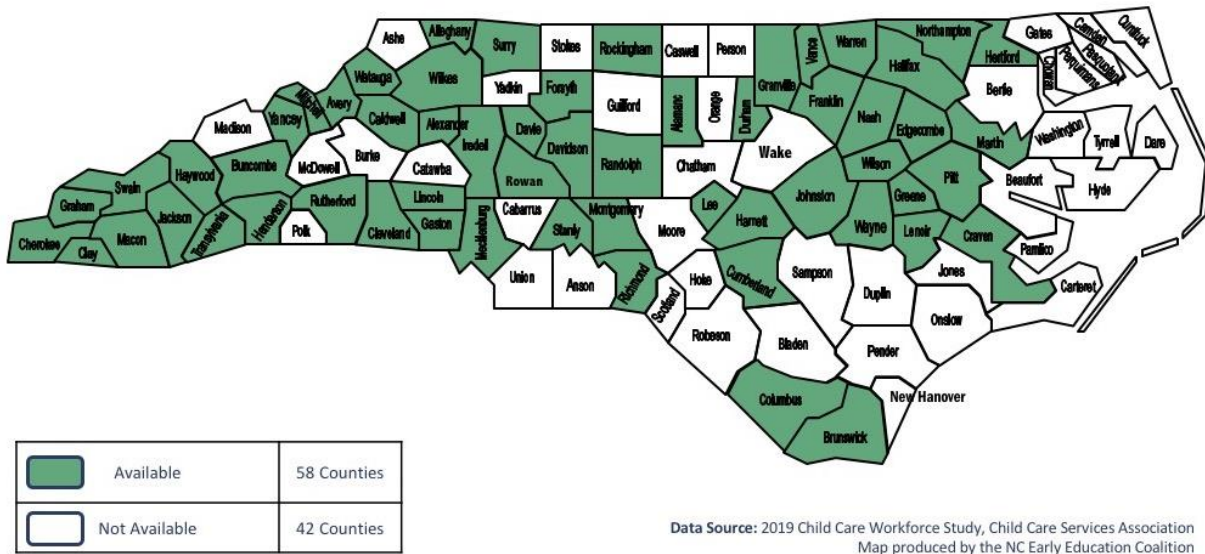 Ashe
Alleghany
Surry
Stokes
Rockingham
Caswell
Person
Granville
Vance
Warren
Northampton
Halifax
Hertford
Gates
Camden
Currituck
Pasquotank
Perquimans
Chowan
Bertie
Watauga
Wilkes
Yadkin
Forsyth
Guilford
Alamanc
Orange
Durham
Franklin
Nash
Edgecombe
Martin
Washington
Tyrrell
Dare
Mitchell
Avery
Yancey
Madison
Caldwell
Alexander
Iredell
Davie
Davidson
Randolph
Chatham
Wake
Wilson
Pitt
Beaufort
Hyde
Buncombe
McDowell
Burke
Catawba
Rowan
Haywood
Swain
Graham
Jackson
Rutherford
Lincoln
Cabarrus
Montgomery
Lee
Harnett
Johnston
Wayne
Greene
Lenoir
Craven
Pamlico
Cherokee
Clay
Macon
Transylvania
Henderson
Polk
Cleveland
Gaston
Mecklenburg
Stanly
Moore
Richmond
Union
Anson
Scotland
Hoke
Cumberland
Sampson
Duplin
Jones
Carteret
Onslow
Robeson
Bladen
Pender
New Hanover
Columbus
Brunswick
Available 58 Counties
Not Available 42 Counties
Data Source: 2019 Child Care Workforce Study, Child Care Services Association
Map produced by the NC Early Education Coalition